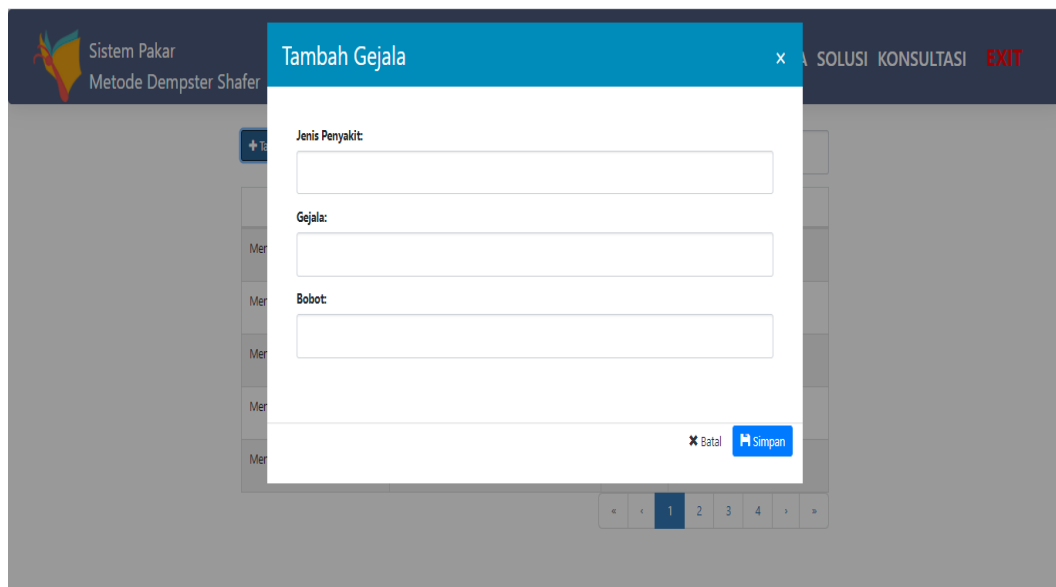 Sistem Pakar
Metode Dempster Shafer
Tambah Gejala
x
SOLUSI KONSULTASI EXIT
Jenis Penyakit:
Gejala:
Bobot:
Batal Simpan
« ‹ 1 2 3 4 › »